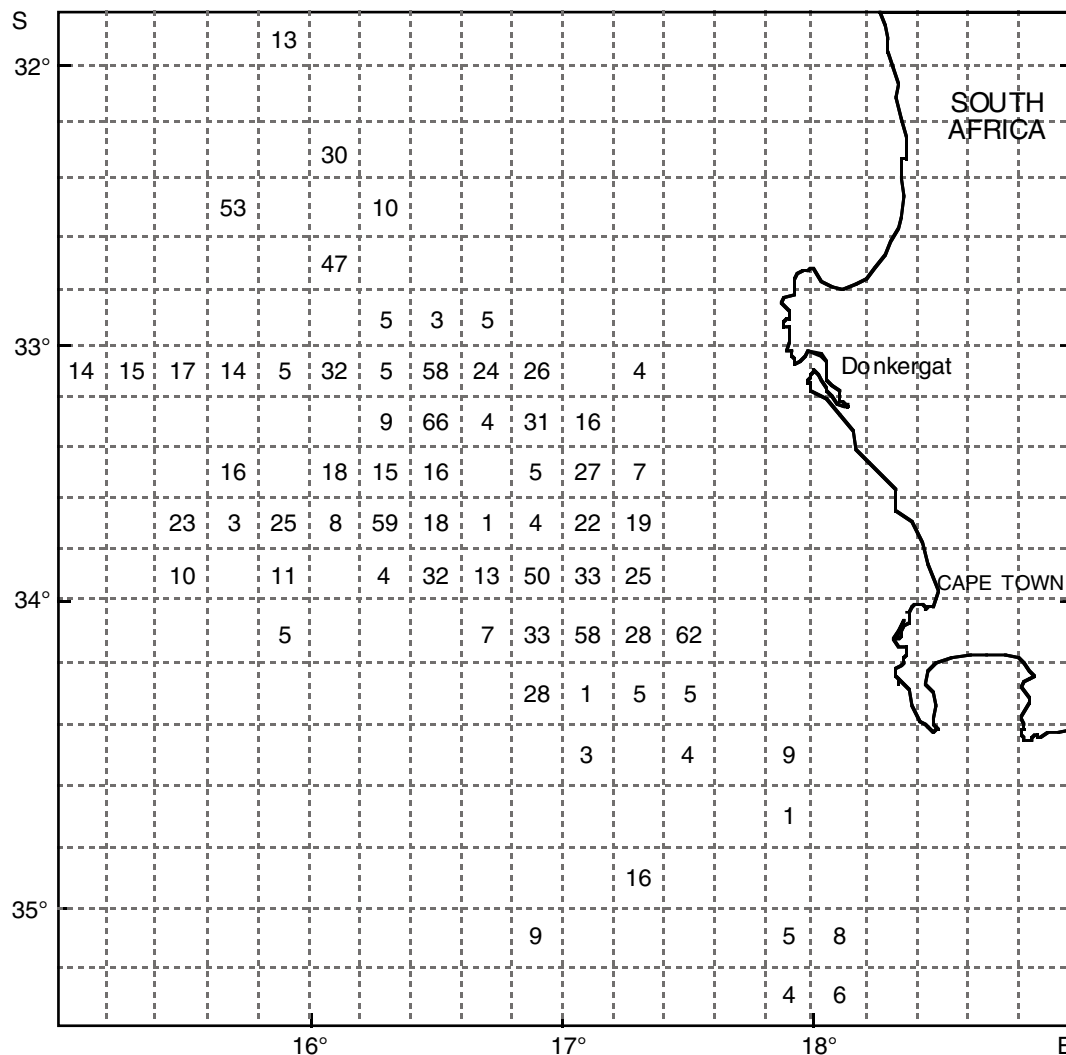 S
13
32°
SOUTH
AFRICA
30
53 10
47
5 3 5
33°
14 15 17 14 5 32 5 58 24 26 4
Donkergat
9 66 4 31 16
16 18 15 16 5 27 7
23 3 25 8 59 18 1 4 22 19
10 11 4 32 13 50 33 25
CAPE TOWN
34°
5 7 33 58 28 62
28 1 5 5
3 4 9
1
16
35°
9 5 8
4 6
16° 17° 18° E